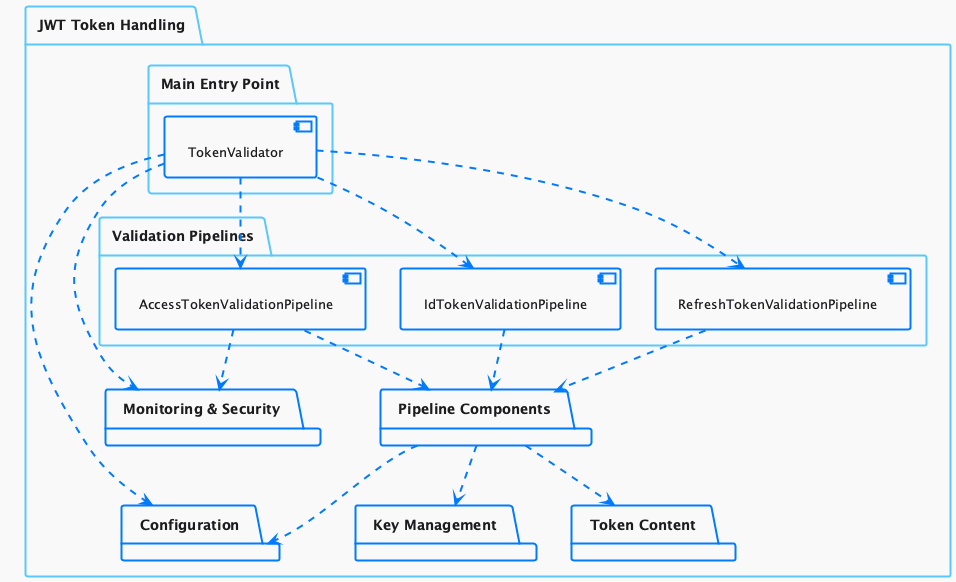 JWT Token Handling
Main Entry Point
TokenValidator
Validation Pipelines
AccessTokenValidationPipeline
IdTokenValidationPipeline
RefreshTokenValidationPipeline
Monitoring & Security
Pipeline Components
Configuration
Key Management
Token Content